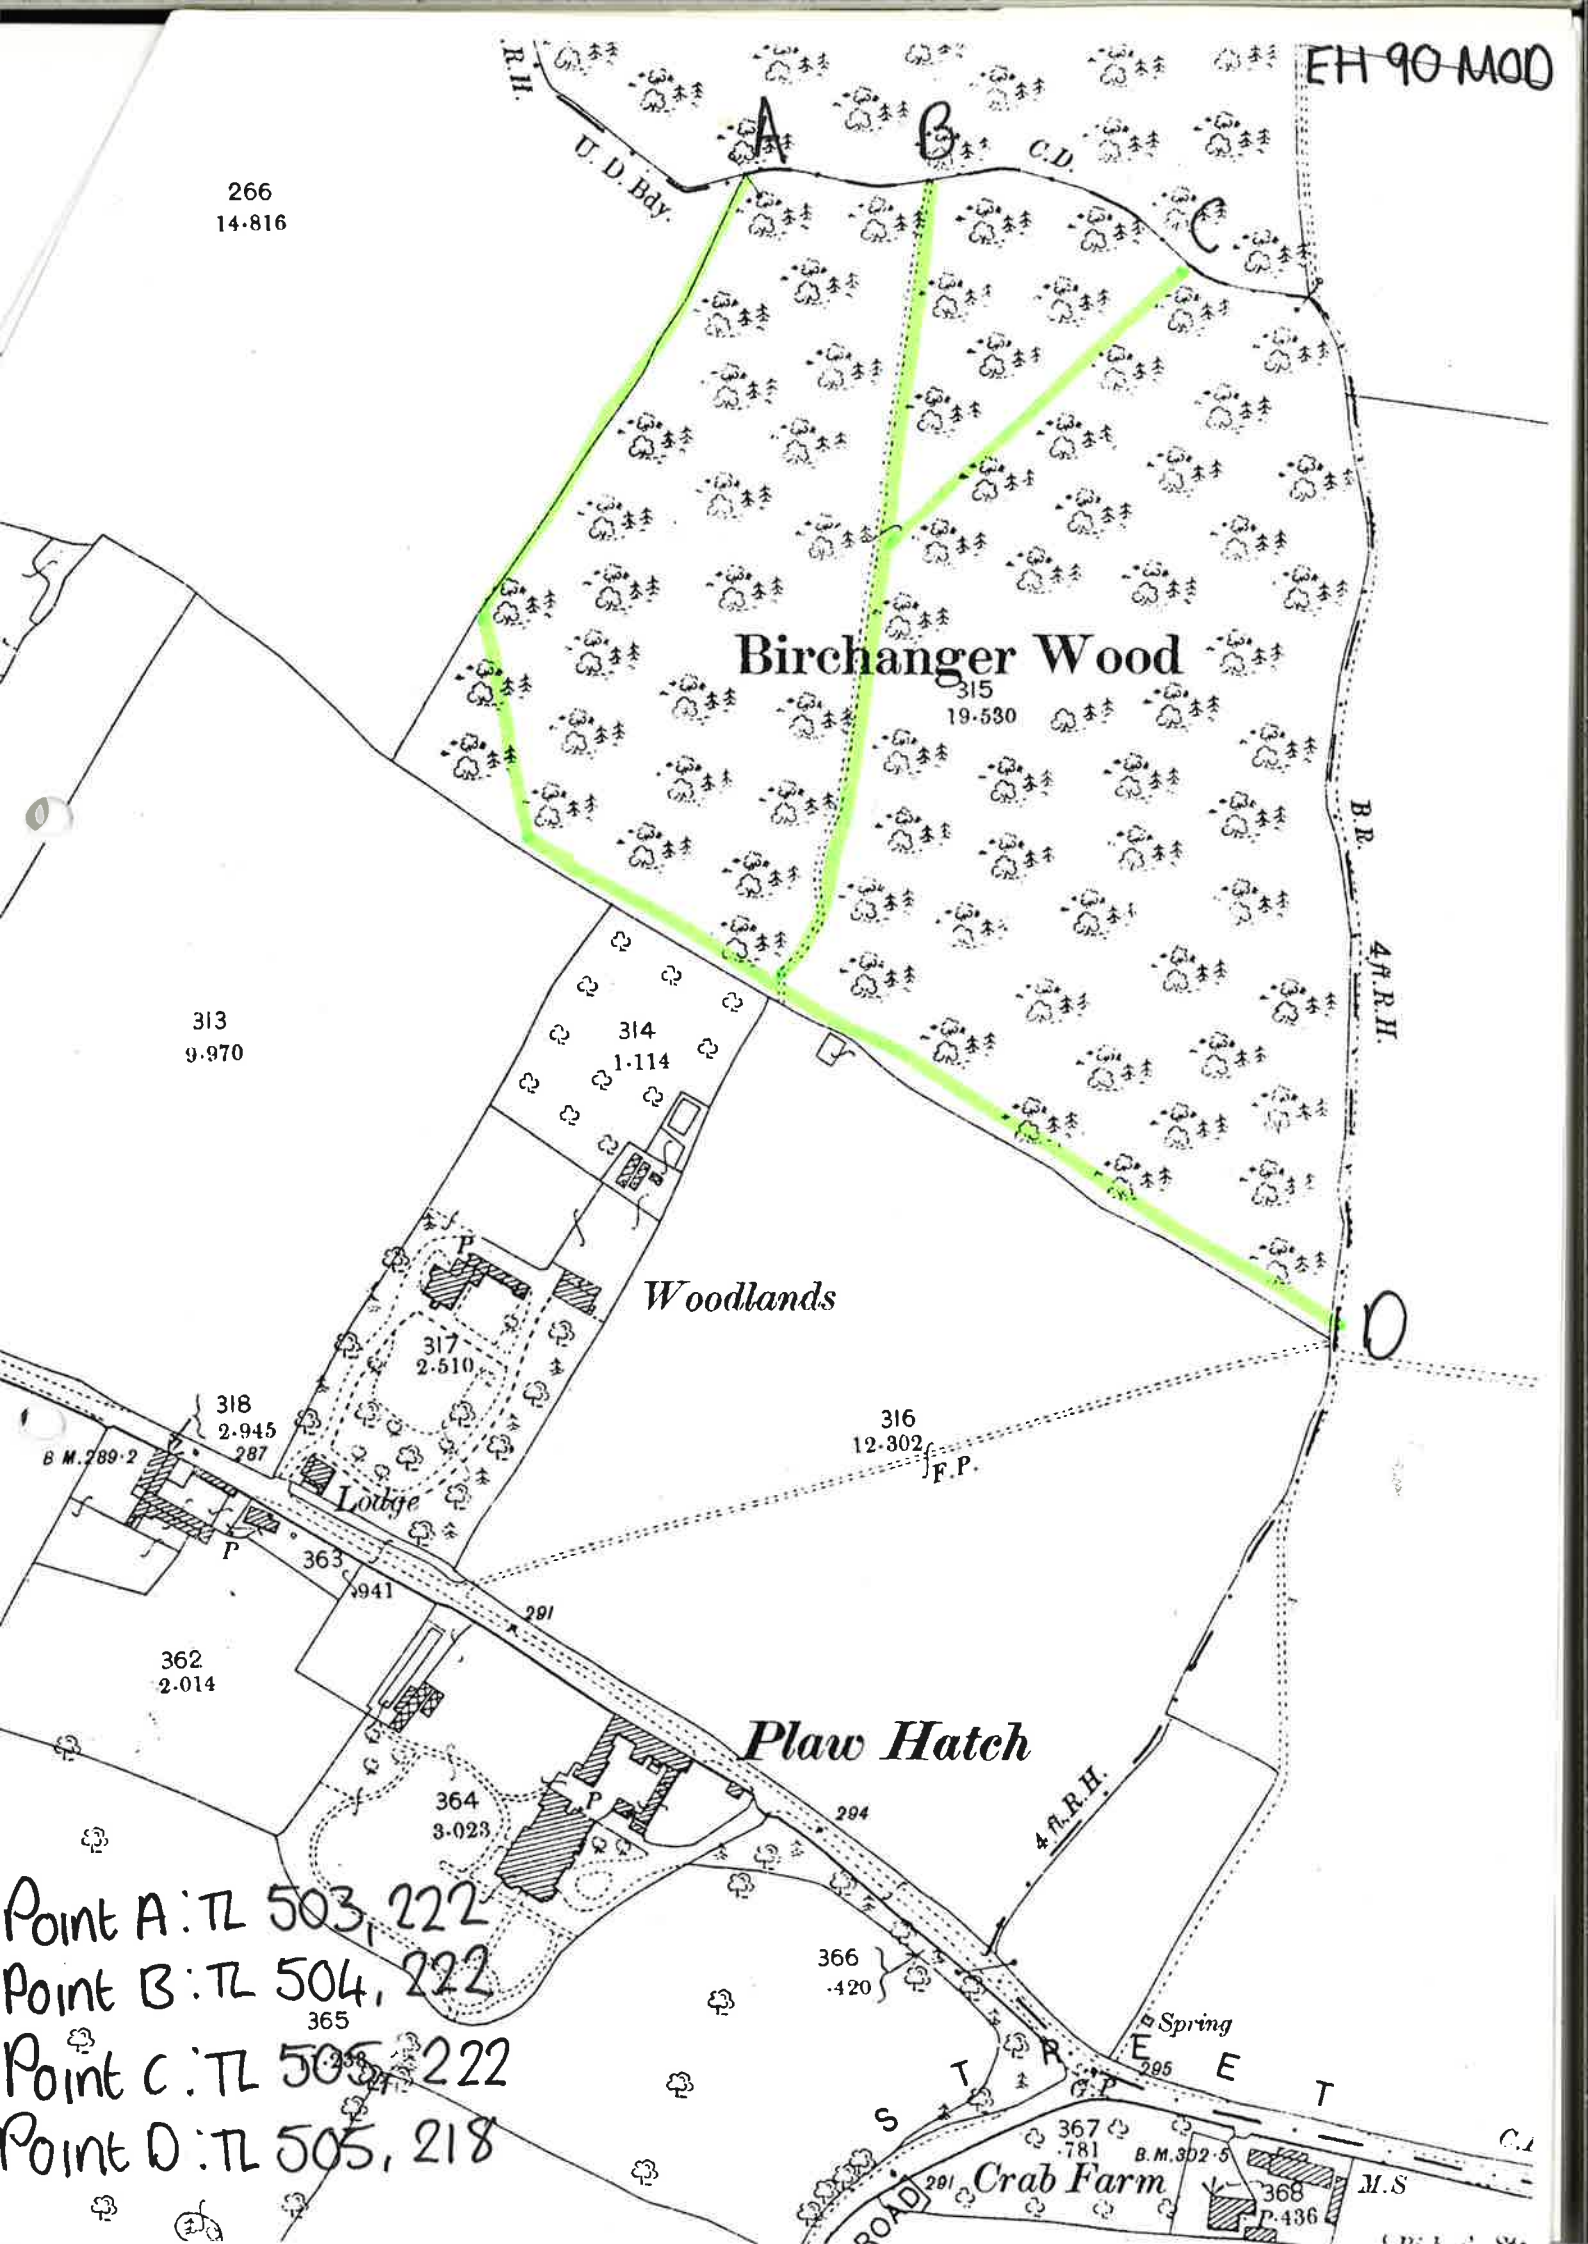 EH 90 MOD
R.H.
A
B
C.D.
U. D. Bdy.
266
14·816
C
Birchanger Wood
315
19·530
B.R.
4ft.R.H.
313
9·970
314
1·114
P
Woodlands
317
2·510
D
318
2·945
287
B M.289·2
316
12·302
F.P.
Lodge
P
363
·941
291
362
2·014
Plaw Hatch
364
3·023
P
294
4 ft.R.H.
Point A : TL 503, 222
Point B : TL 504, 222
365
Point C : TL 505, 222
Point D : TL 505, 218
366
·420
Spring
S T R E E T
295
G.P
367
·781
B.M.302·5
291
Crab Farm
368
P·436
M.S
ROAD